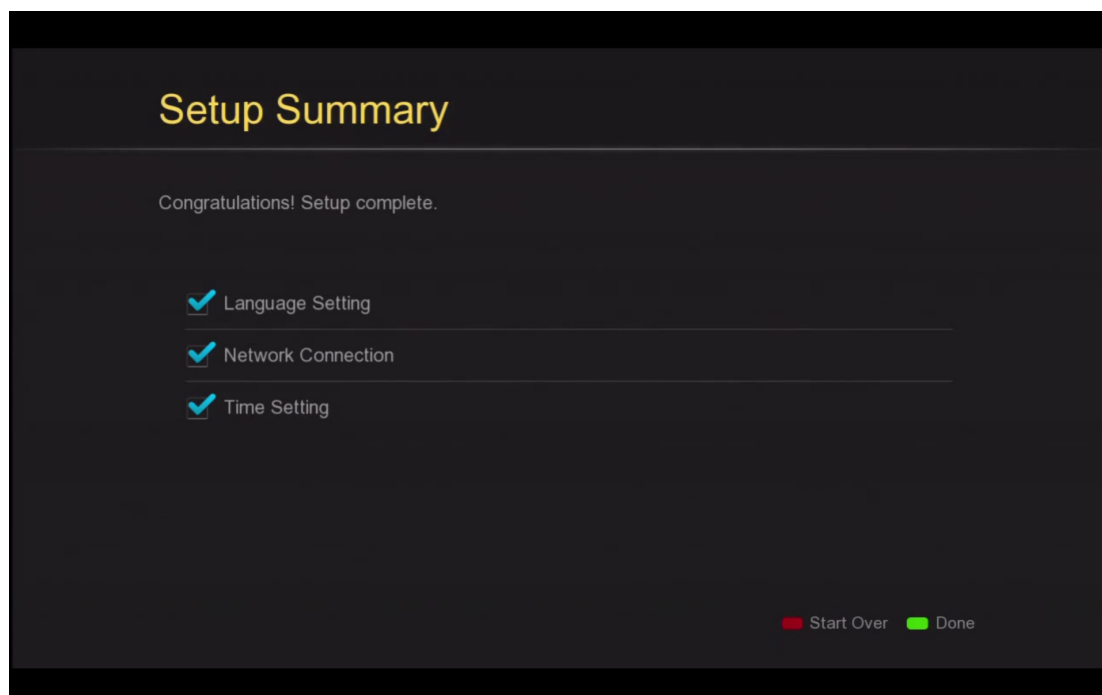 Setup Summary
Congratulations! Setup complete.
Language Setting
Network Connection
Time Setting
Start Over Done